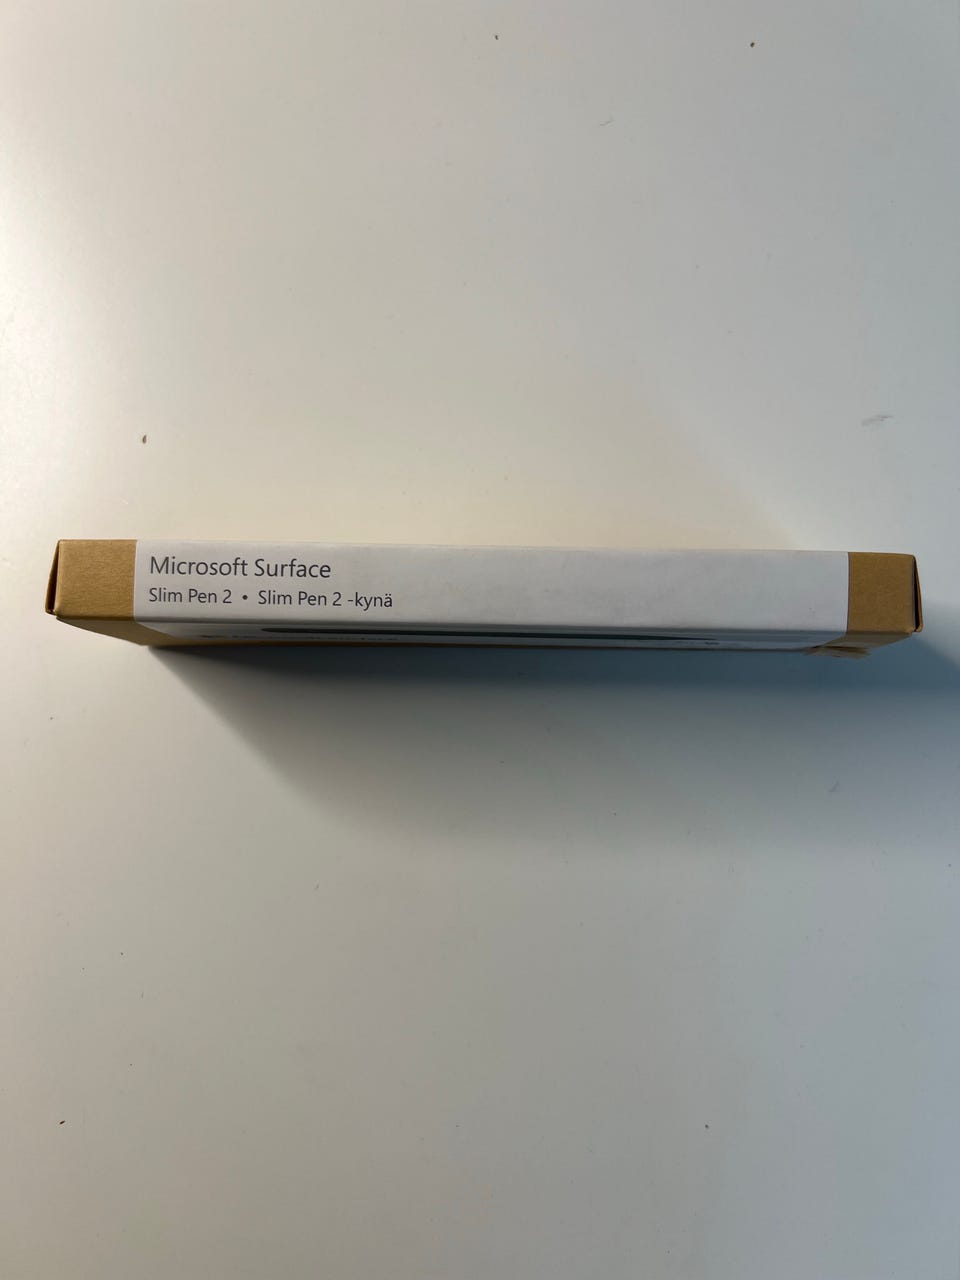 Microsoft Surface
Slim Pen 2 • Slim Pen 2 -kynä